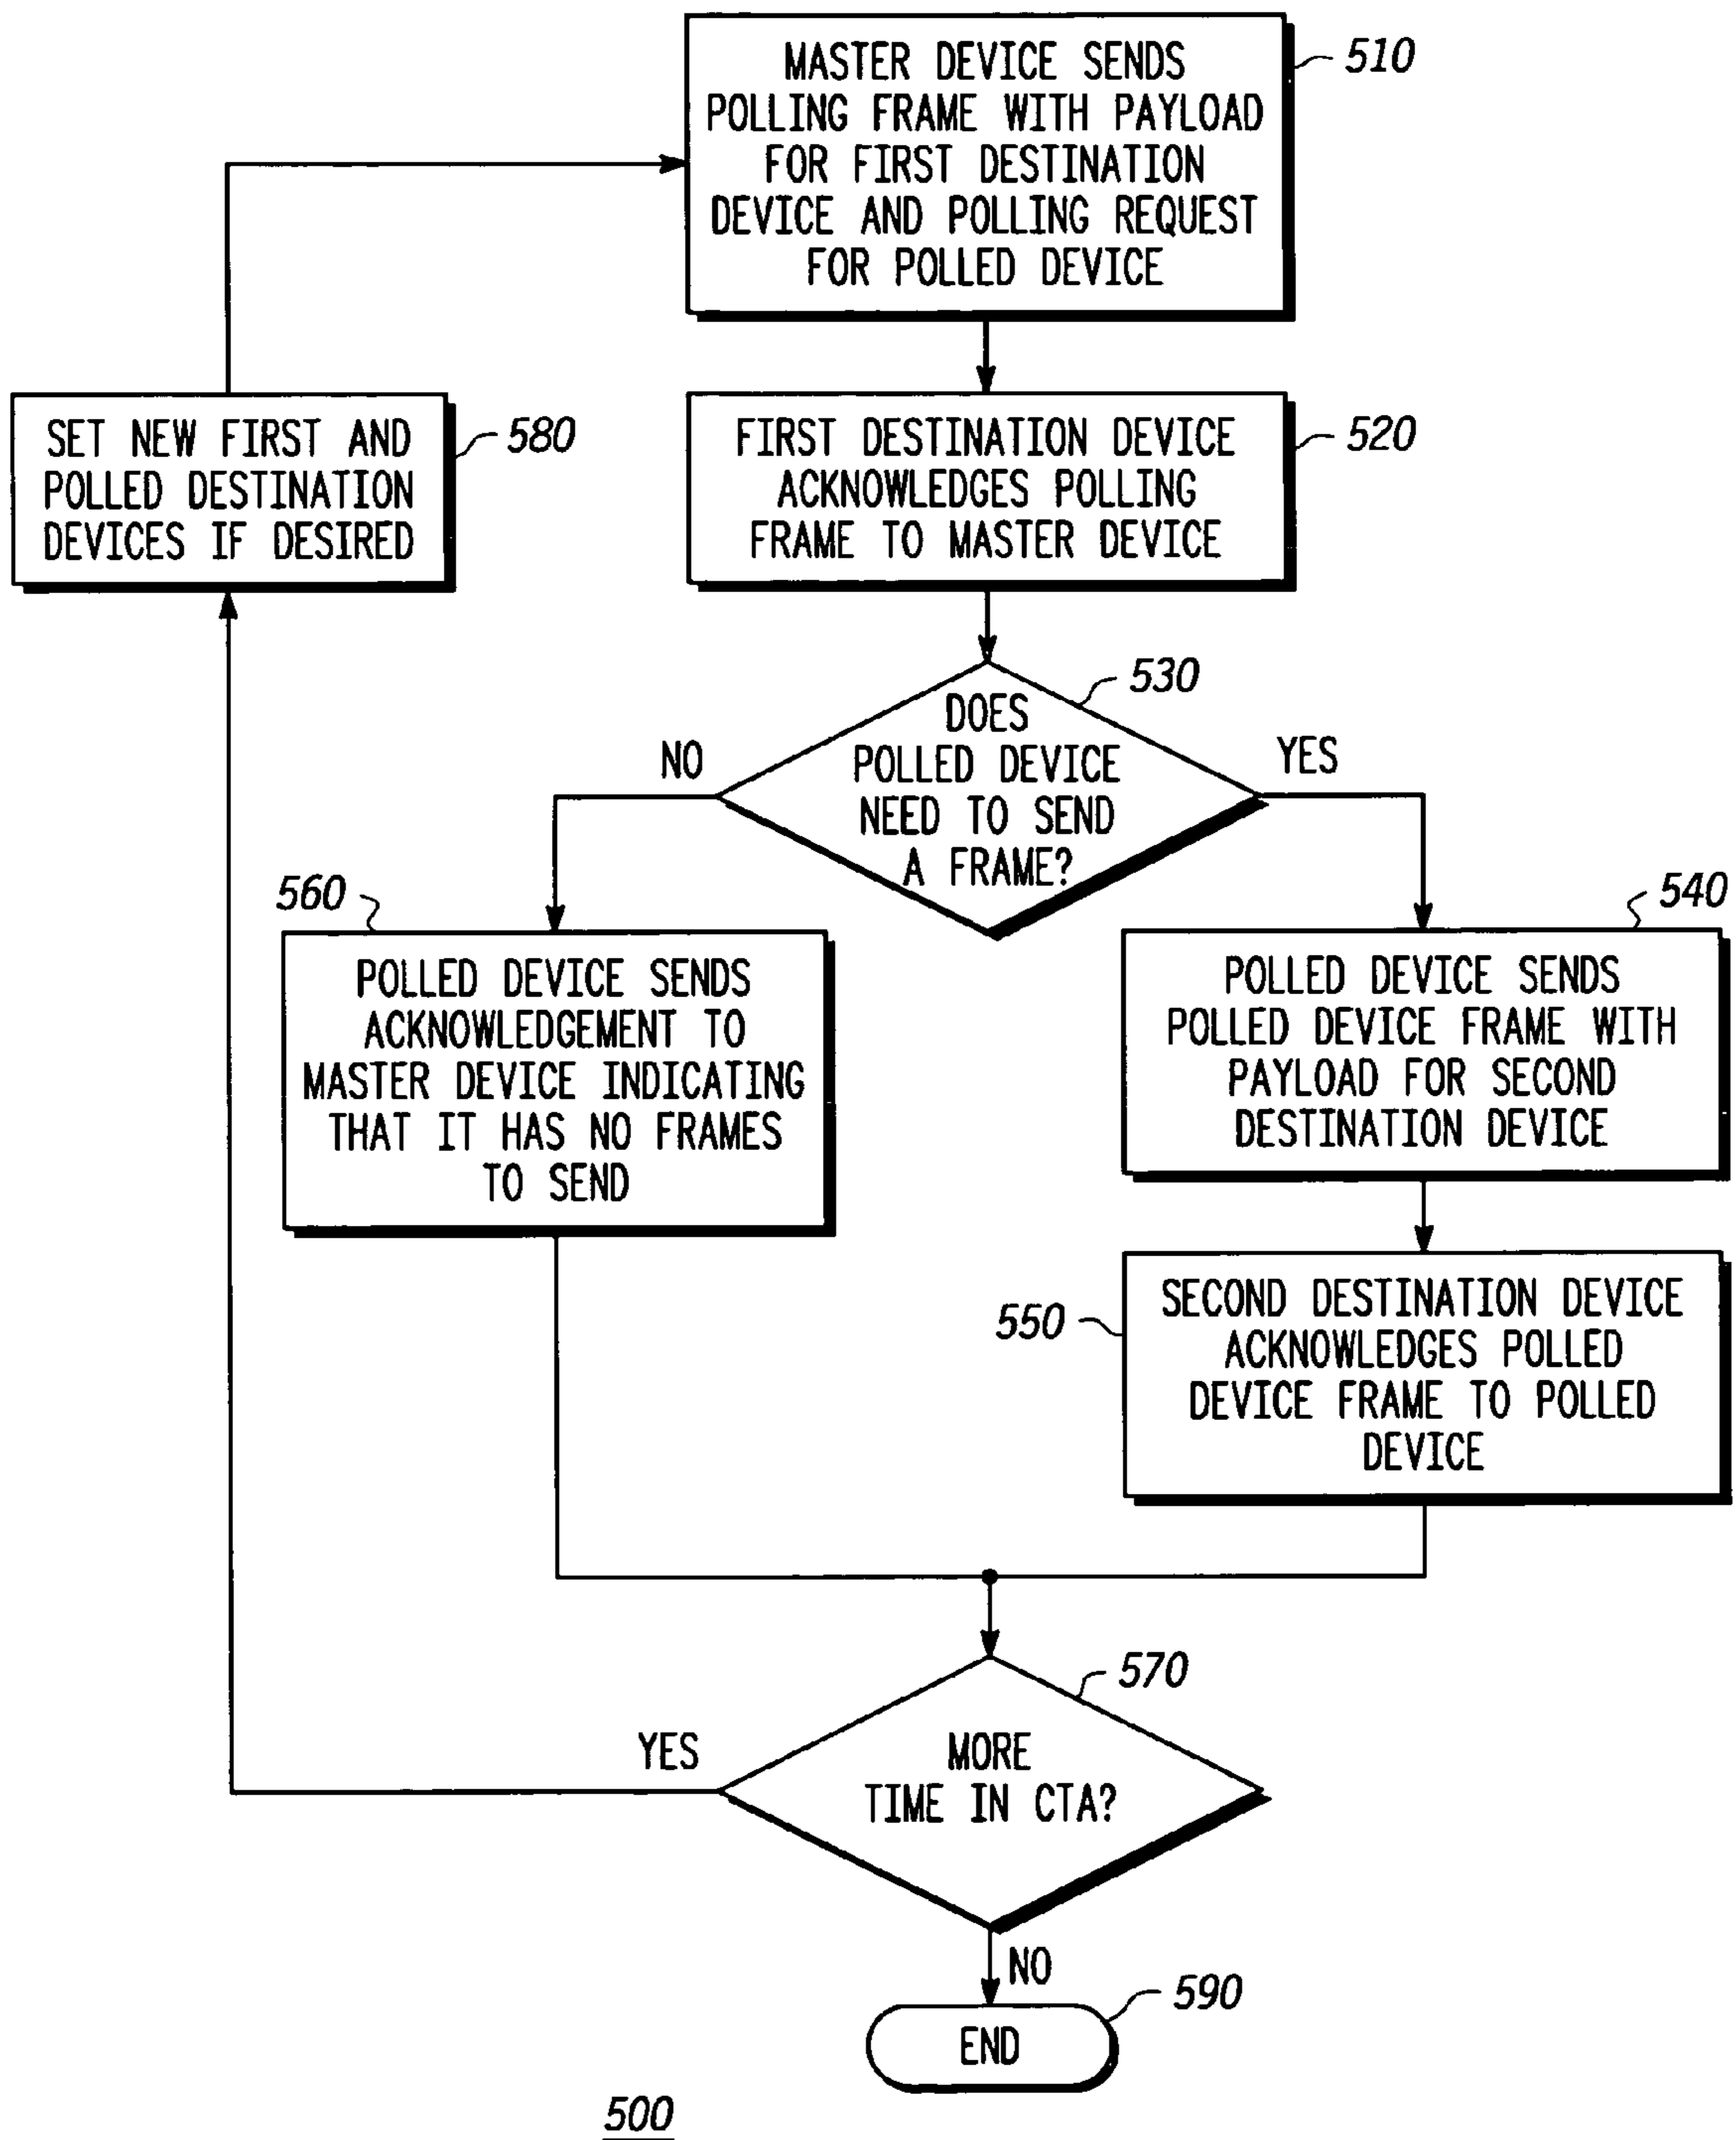 MASTER DEVICE SENDS
POLLING FRAME WITH PAYLOAD
FOR FIRST DESTINATION
DEVICE AND POLLING REQUEST
FOR POLLED DEVICE
510
SET NEW FIRST AND
POLLED DESTINATION
DEVICES IF DESIRED
580
FIRST DESTINATION DEVICE
ACKNOWLEDGES POLLING
FRAME TO MASTER DEVICE
520
530
DOES
POLLED DEVICE
NEED TO SEND
A FRAME?
NO
YES
560
POLLED DEVICE SENDS
ACKNOWLEDGEMENT TO
MASTER DEVICE INDICATING
THAT IT HAS NO FRAMES
TO SEND
540
POLLED DEVICE SENDS
POLLED DEVICE FRAME WITH
PAYLOAD FOR SECOND
DESTINATION DEVICE
550
SECOND DESTINATION DEVICE
ACKNOWLEDGES POLLED
DEVICE FRAME TO POLLED
DEVICE
570
YES
MORE
TIME IN CTA?
NO
590
END
500